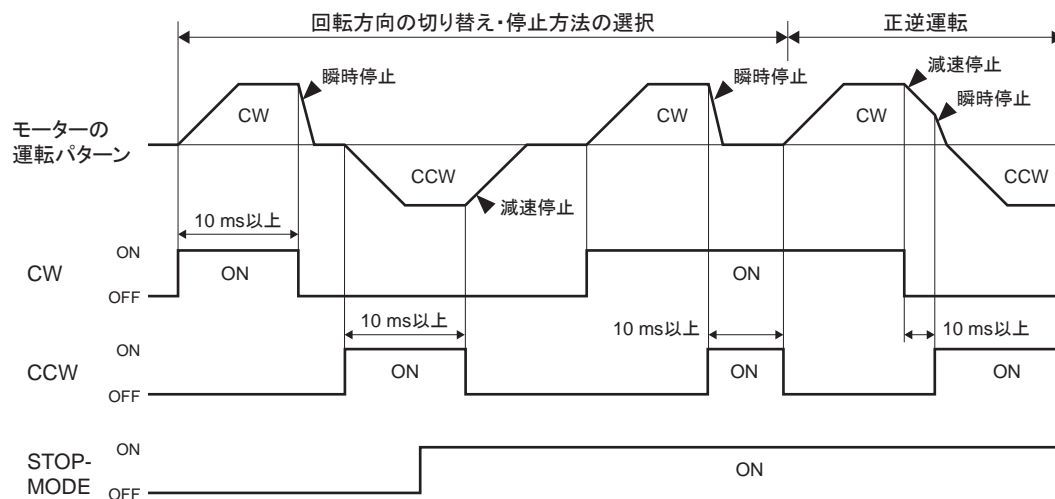 回転方向の切り替え・停止方法の選択
正逆運転
瞬時停止
瞬時停止
減速停止
瞬時停止
CW
CW
CW
モーターの
運転パターン
CCW
CCW
減速停止
10 ms以上
ON
CW
ON
ON
OFF
10 ms以上
10 ms以上
10 ms以上
ON
CCW
ON
ON
ON
OFF
ON
STOP-
MODE
ON
OFF